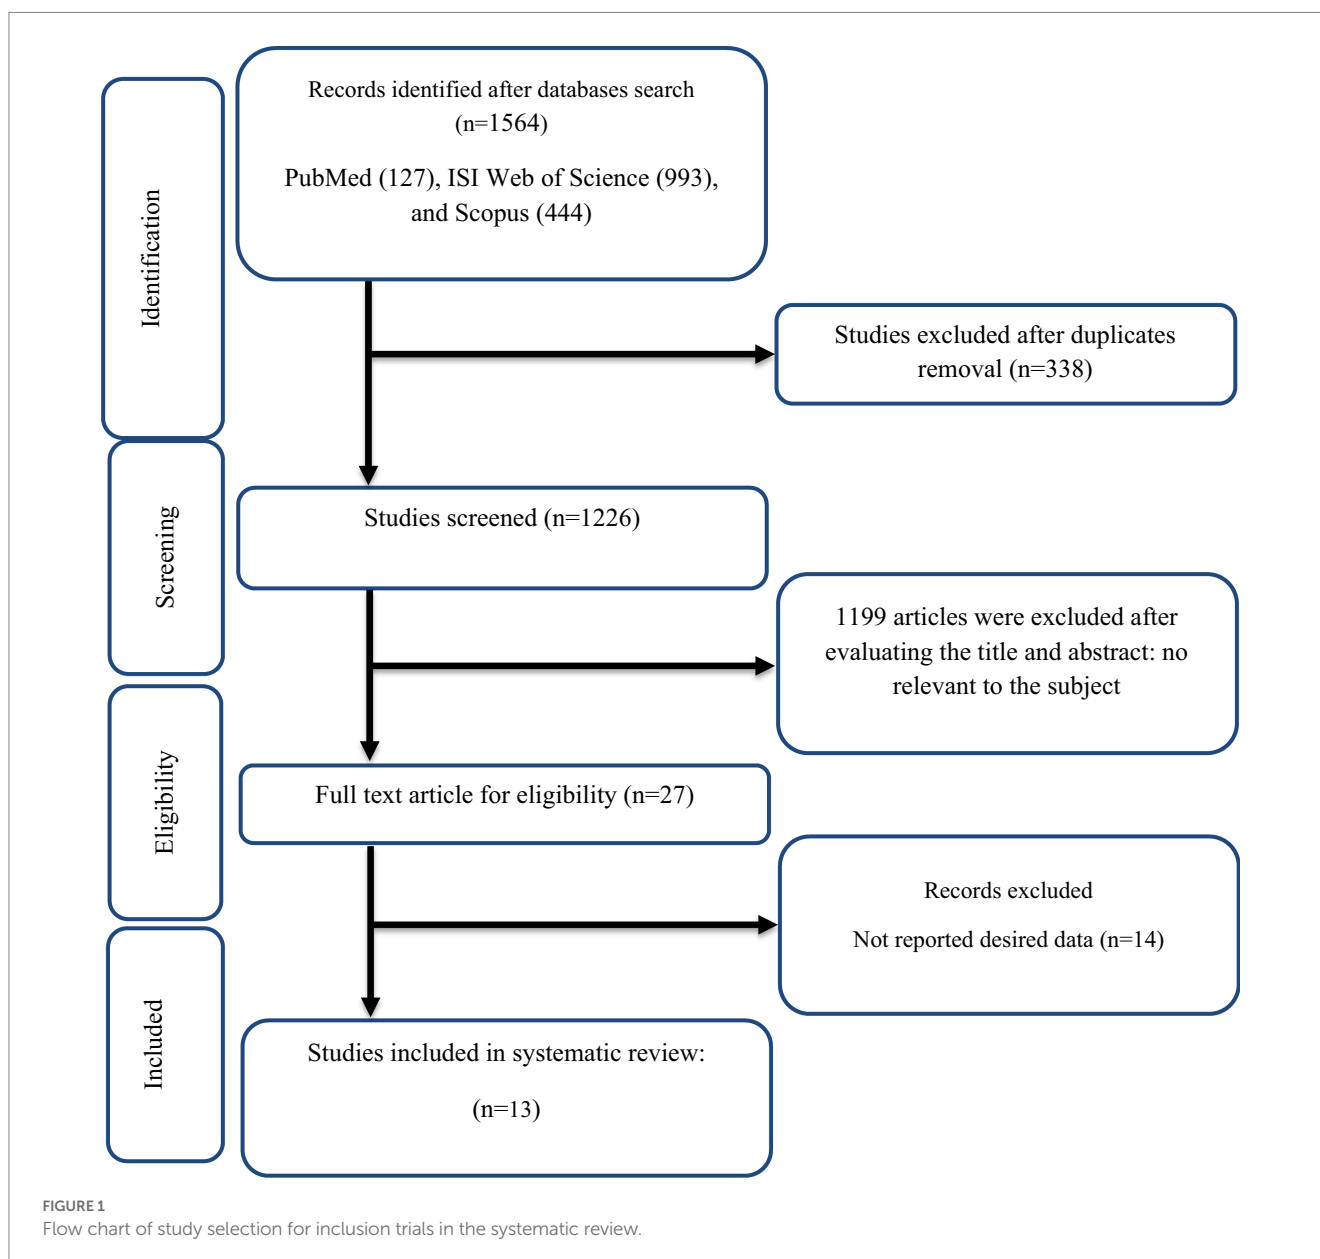 Identification
Records identified after databases search
(n=1564)
PubMed (127), ISI Web of Science (993),
and Scopus (444)
Studies excluded after duplicates
removal (n=338)
Screening
Studies screened (n=1226)
1199 articles were excluded after
evaluating the title and abstract: no
relevant to the subject
Eligibility
Full text article for eligibility (n=27)
Records excluded
Not reported desired data (n=14)
Included
Studies included in systematic review:
(n=13)
FIGURE 1
Flow chart of study selection for inclusion trials in the systematic review.